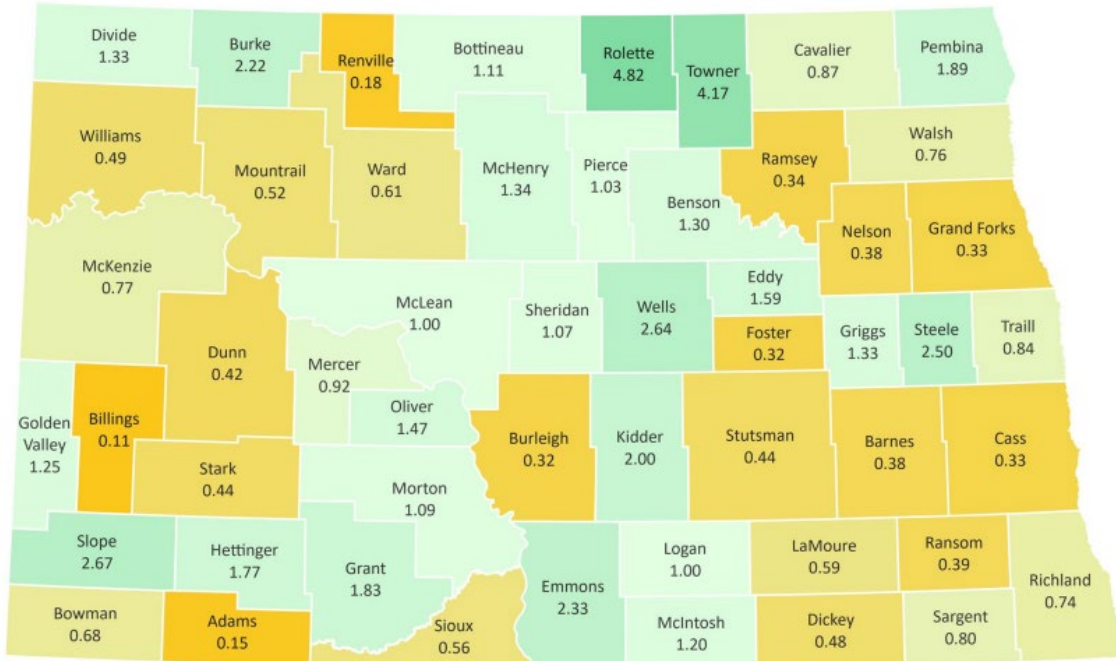 Divide
1.33
Burke
2.22
Renville
0.18
Bottineau
1.11
Rolette
4.82
Towner
4.17
Cavalier
0.87
Pembina
1.89
Williams
0.49
Mountrail
0.52
Ward
0.61
McHenry
1.34
Pierce
1.03
Benson
1.30
Ramsey
0.34
Walsh
0.76
Nelson
0.38
Grand Forks
0.33
McKenzie
0.77
Dunn
0.42
McLean
1.00
Mercer
0.92
Oliver
1.47
Sheridan
1.07
Wells
2.64
Eddy
1.59
Foster
0.32
Griggs
1.33
Steele
2.50
Traill
0.84
Golden
Valley
1.25
Billings
0.11
Stark
0.44
Morton
1.09
Burleigh
0.32
Kidder
2.00
Stutsman
0.44
Barnes
0.38
Cass
0.33
Slope
2.67
Hettinger
1.77
Grant
1.83
Emmons
2.33
Logan
1.00
LaMoure
0.59
Ransom
0.39
Richland
0.74
Bowman
0.68
Adams
0.15
Sioux
0.56
McIntosh
1.20
Dickey
0.48
Sargent
0.80